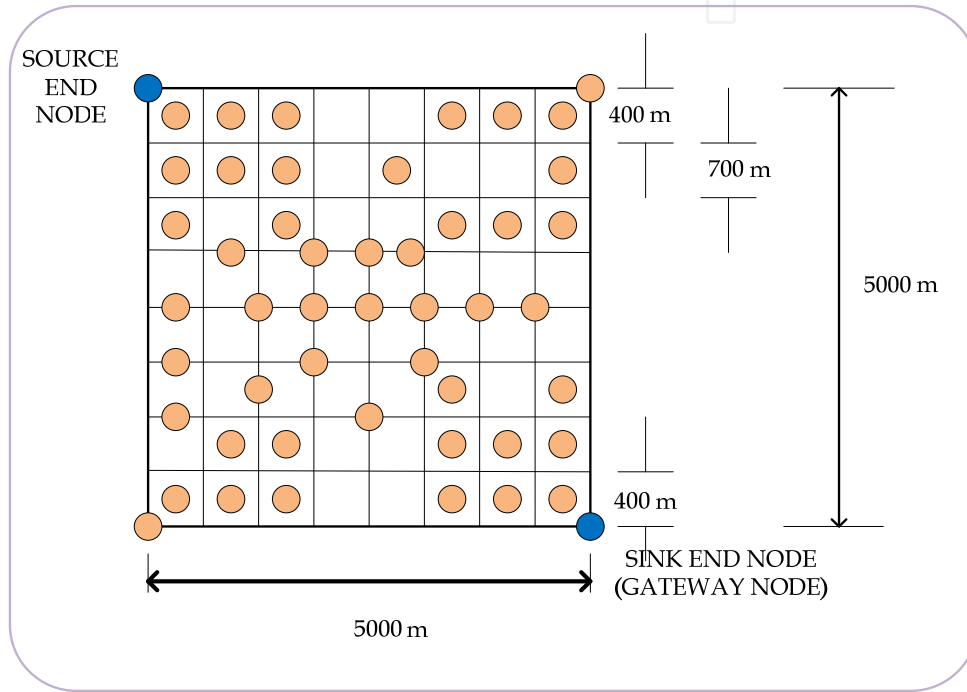 SOURCE
END
NODE
400 m
700 m
5000 m
400 m
SINK END NODE
(GATEWAY NODE)
5000 m